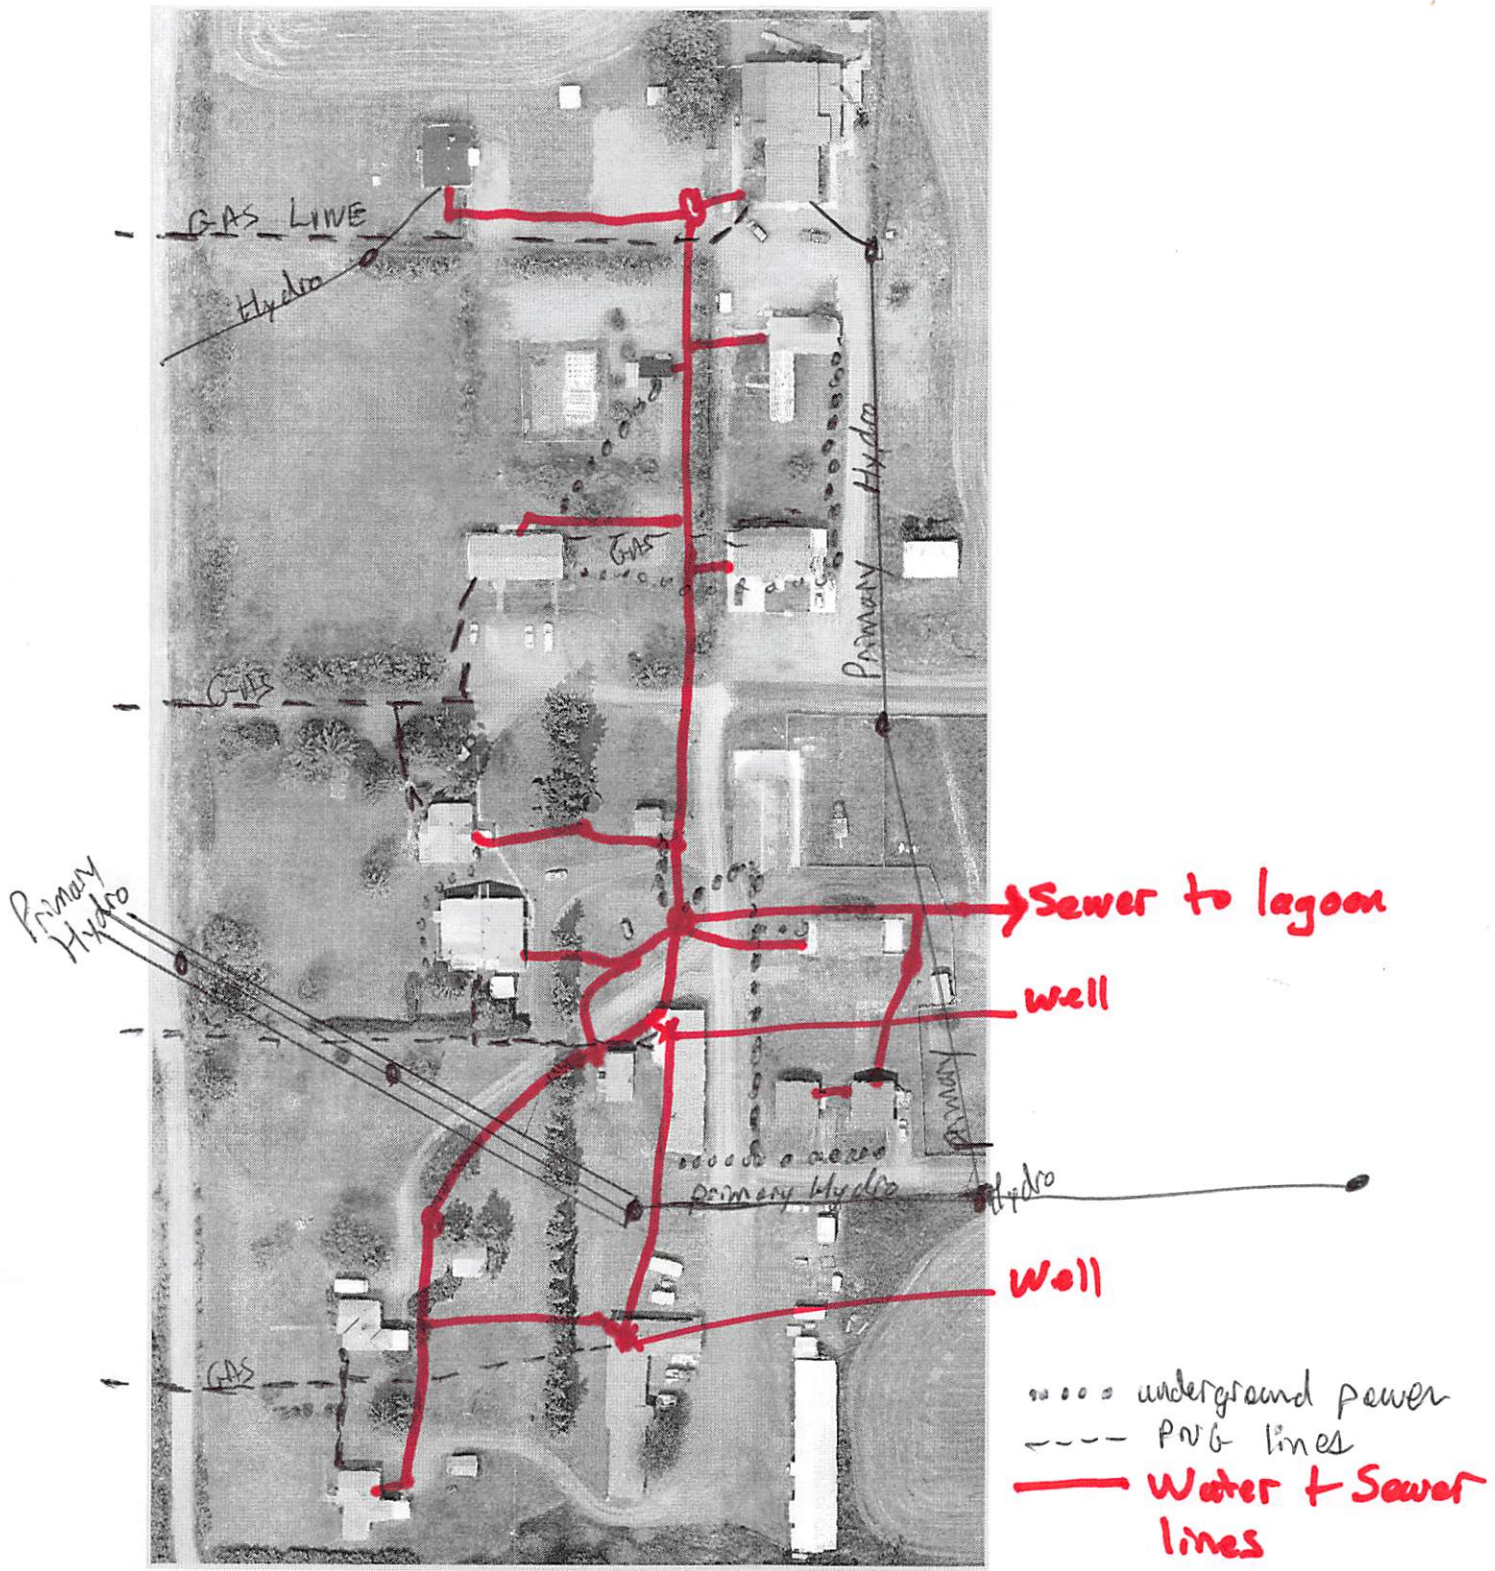 GAS LINE
Hydro
Primary Hydro
GAS
GAS
Primary
Hydro
Sewer to lagoon
well
Primary
Primary Hydro
Hydro
Well
GAS
underground power
PNG lines
Water + Sewer
lines